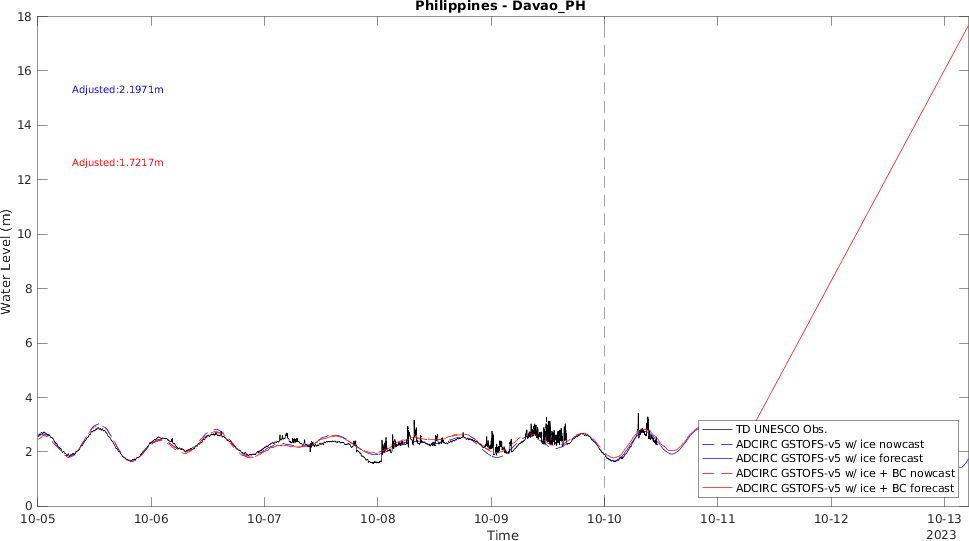 Philippines - Davao_PH
18
16
14
12
10
8
6
4
2
0
Water Level (m)
Adjusted:2.1971m
Adjusted:1.7217m
TD UNESCO Obs.
ADCIRC GSTOFS-v5 w/ ice nowcast
ADCIRC GSTOFS-v5 w/ ice forecast
ADCIRC GSTOFS-v5 w/ ice + BC nowcast
ADCIRC GSTOFS-v5 w/ ice + BC forecast
10-05 10-06 10-07 10-08 10-09 10-10 10-11 10-12 10-13
Time
2023